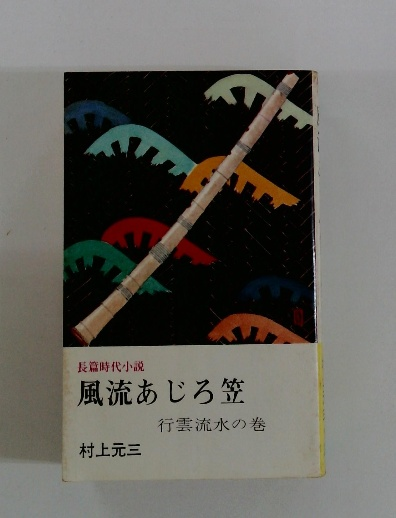 長篇時代小説
風流あじろ笠
行雲流水の巻
村上元三